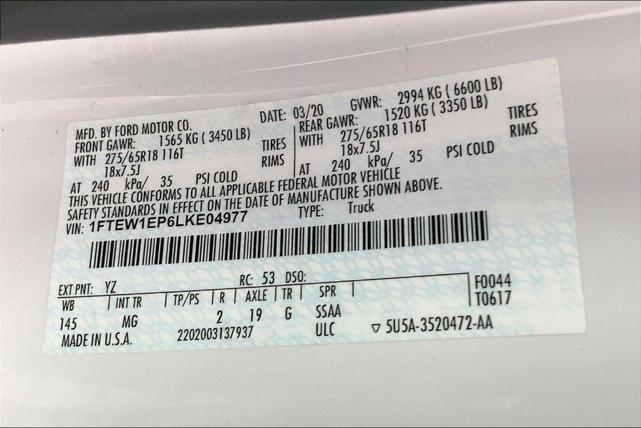 MFD. BY FORD MOTOR CO. DATE: 03/20 GVWR: 2994 KG ( 6600 LB)
FRONT GAWR: 1565 KG ( 3450 LB) REAR GAWR: 1520 KG ( 3350 LB)
WITH 275/65R18 116T TIRES WITH 275/65R18 116T TIRES
18x7.5J RIMS 18x7.5J RIMS
AT 240 kPa/ 35 PSI COLD AT 240 kPa/ 35 PSI COLD
THIS VEHICLE CONFORMS TO ALL APPLICABLE FEDERAL MOTOR VEHICLE
SAFETY STANDARDS IN EFFECT ON THE DATE OF MANUFACTURE SHOWN ABOVE.
VIN: 1FTEW1EP6LKE04977 TYPE: Truck
EXT PNT: YZ RC: 53 DSO: F0044
WB INT TR TP/PS R AXLE TR SPR T0617
145 MG 2 19 G SSAA
MADE IN U.S.A. 2202003137937 ULC ▽ 5U5A-3520472-AA